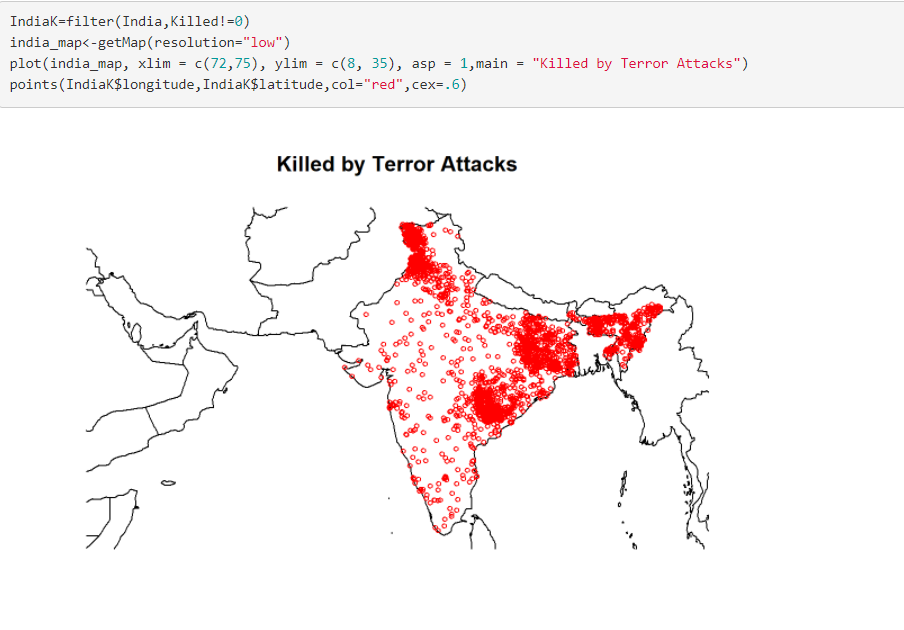 IndiaK=filter(India,Killed!=0)
india_map<-getMap(resolution="low")
plot(india_map, xlim = c(72,75), ylim = c(8, 35), asp = 1,main = "Killed by Terror Attacks")
points(IndiaK$longitude,IndiaK$latitude,col="red",cex=.6)
Killed by Terror Attacks